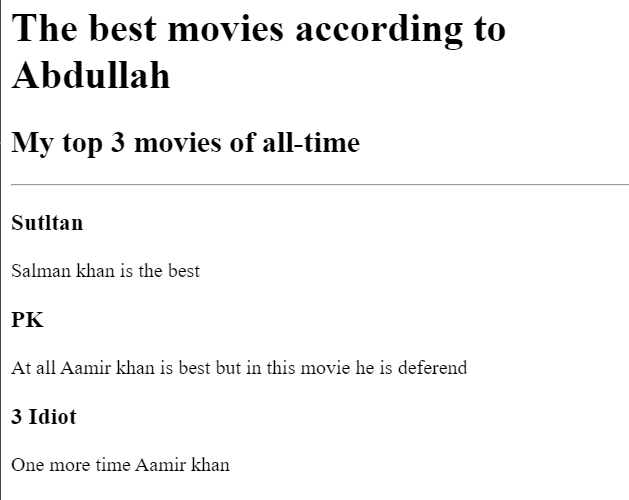 The best movies according to
Abdullah
My top 3 movies of all-time
Sutltan
Salman khan is the best
PK
At all Aamir khan is best but in this movie he is deferend
3 Idiot
One more time Aamir khan